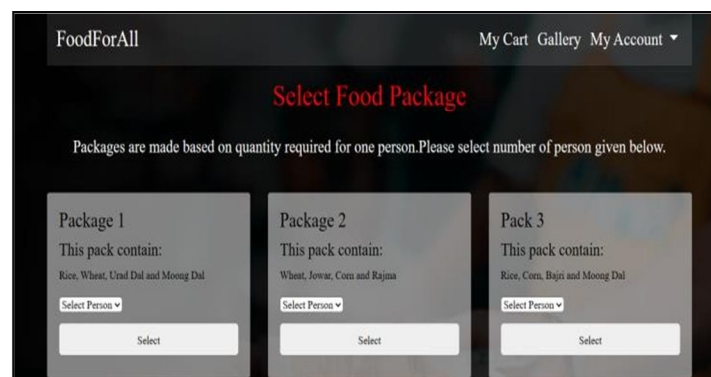 FoodForAll My Cart Gallery My Account
Select Food Package
Packages are made based on quantity required for one person.Please select number of person given below.
Package 1
This pack contain:
Rice, Wheat, Urad Dal and Moong Dal
Select Person
Select
Package 2
This pack contain:
Wheat, Jowar, Corn and Rajma
Select Person
Select
Pack 3
This pack contain:
Rice, Corn, Bajri and Moong Dal
Select Person
Select